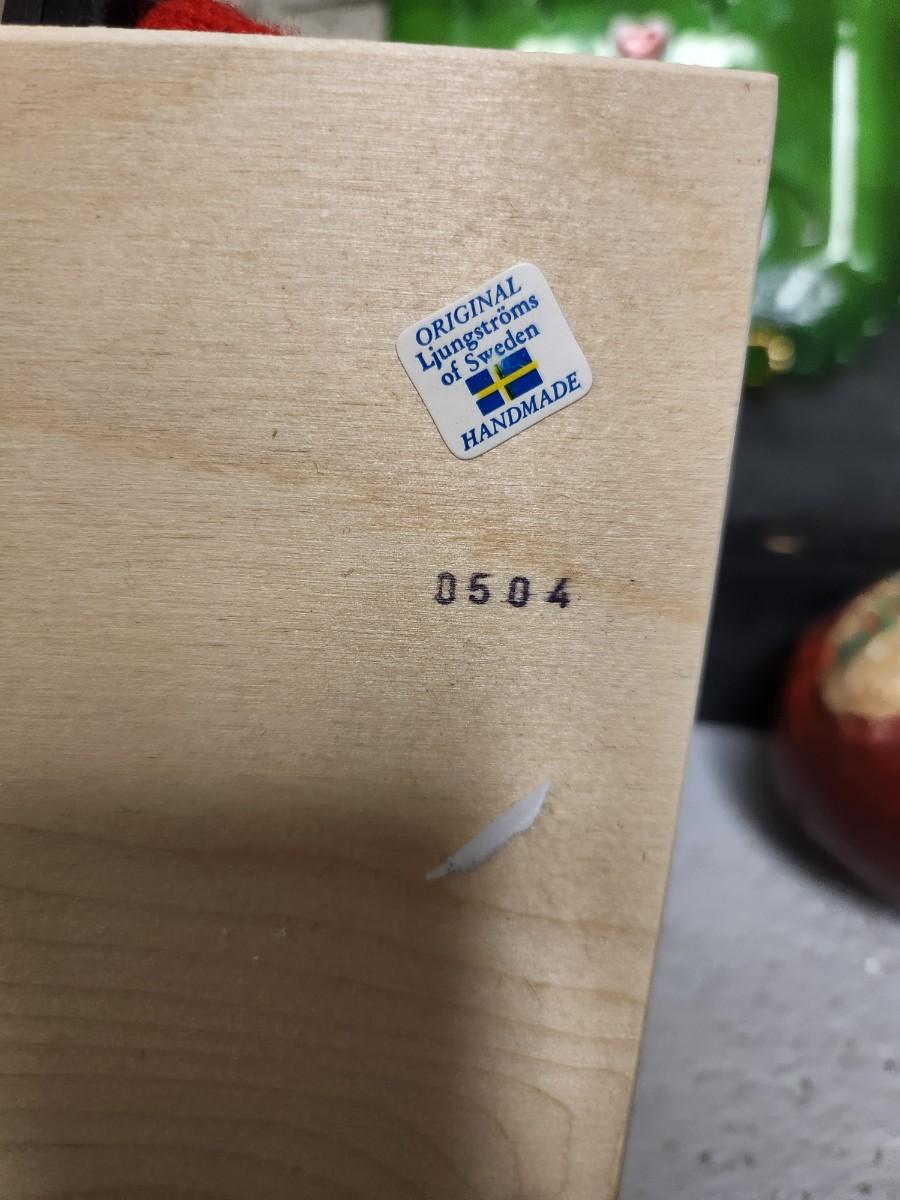 ORIGINAL
Ljungströms
of Sweden
HANDMADE
0504